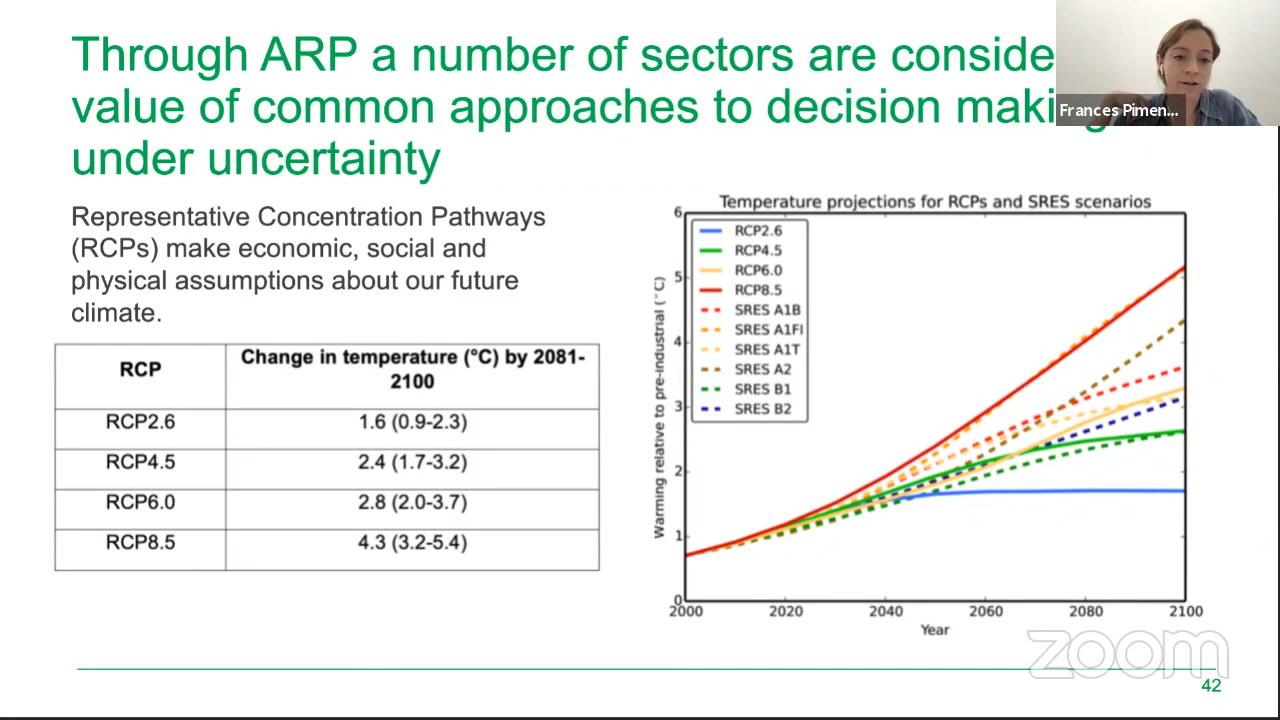 Through ARP a number of sectors are conside
value of common approaches to decision making
under uncertainty
Frances Pimen...
Representative Concentration Pathways
(RCPs) make economic, social and
physical assumptions about our future
climate.
RCP
Change in temperature (°C) by 2081-
2100
RCP2.6 1.6 (0.9-2.3)
RCP4.5 2.4 (1.7-3.2)
RCP6.0 2.8 (2.0-3.7)
RCP8.5 4.3 (3.2-5.4)
Temperature projections for RCPs and SRES scenarios
RCP2.6
RCP4.5
RCP6.0
RCP8.5
SRES A1B
SRES A1FI
SRES A1T
SRES A2
SRES B1
SRES B2
Warming relative to pre-industrial (°C)
6
5
4
3
2
1
0
2000 2020 2040 2060 2080 2100
Year
zoom
42